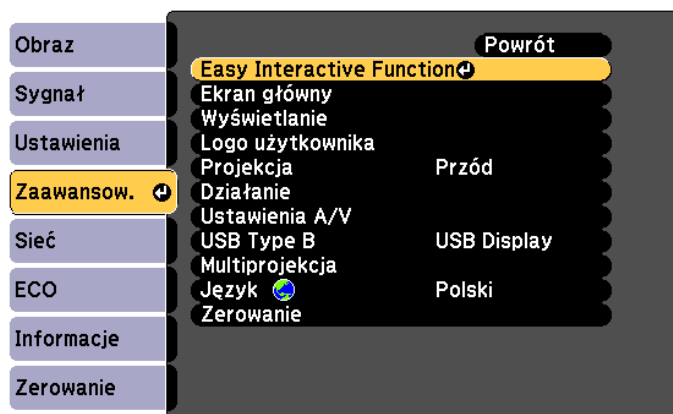 Obraz
Sygnał
Ustawienia
Zaawansow.
Sieć
ECO
Informacje
Zerowanie
Powrót
Easy Interactive Function
Ekran główny
Wyświetlanie
Logo użytkownika
Projekcja Przód
Działanie
Ustawienia A/V
USB Type B USB Display
Multiprojekcja
Język Polski
Zerowanie